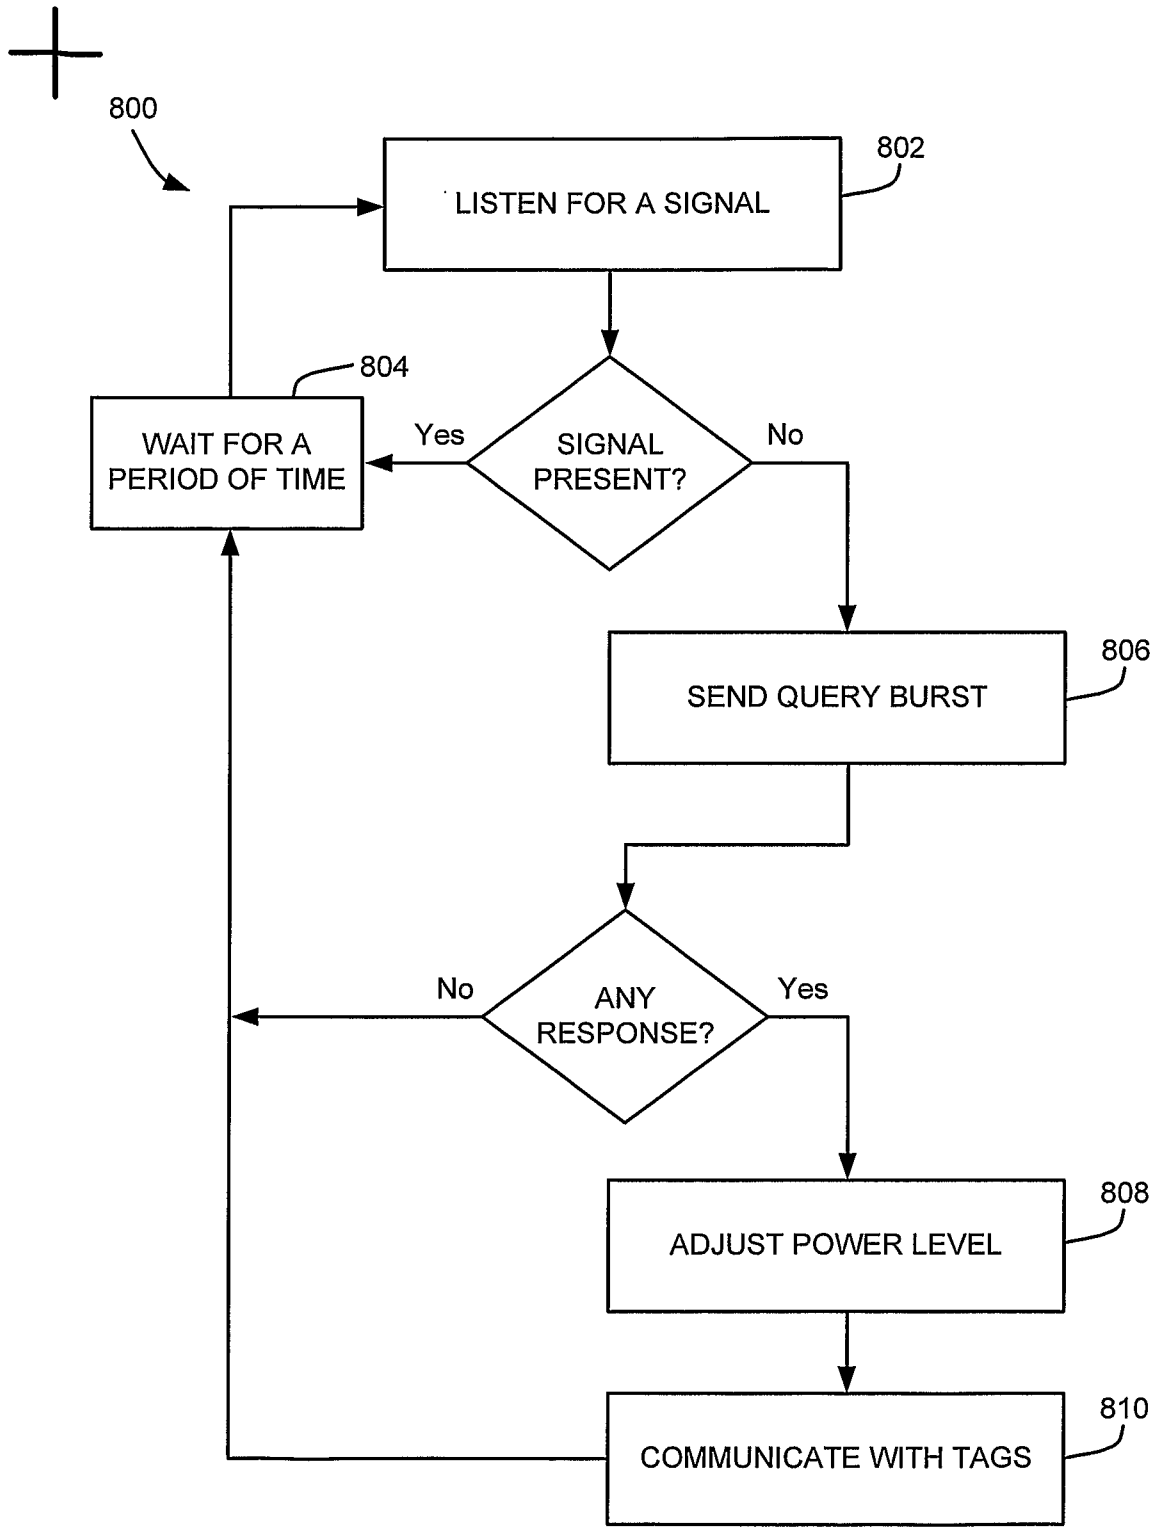 800
802
LISTEN FOR A SIGNAL
804
WAIT FOR A
PERIOD OF TIME
Yes
SIGNAL
PRESENT?
No
806
SEND QUERY BURST
No
ANY
RESPONSE?
Yes
808
ADJUST POWER LEVEL
810
COMMUNICATE WITH TAGS